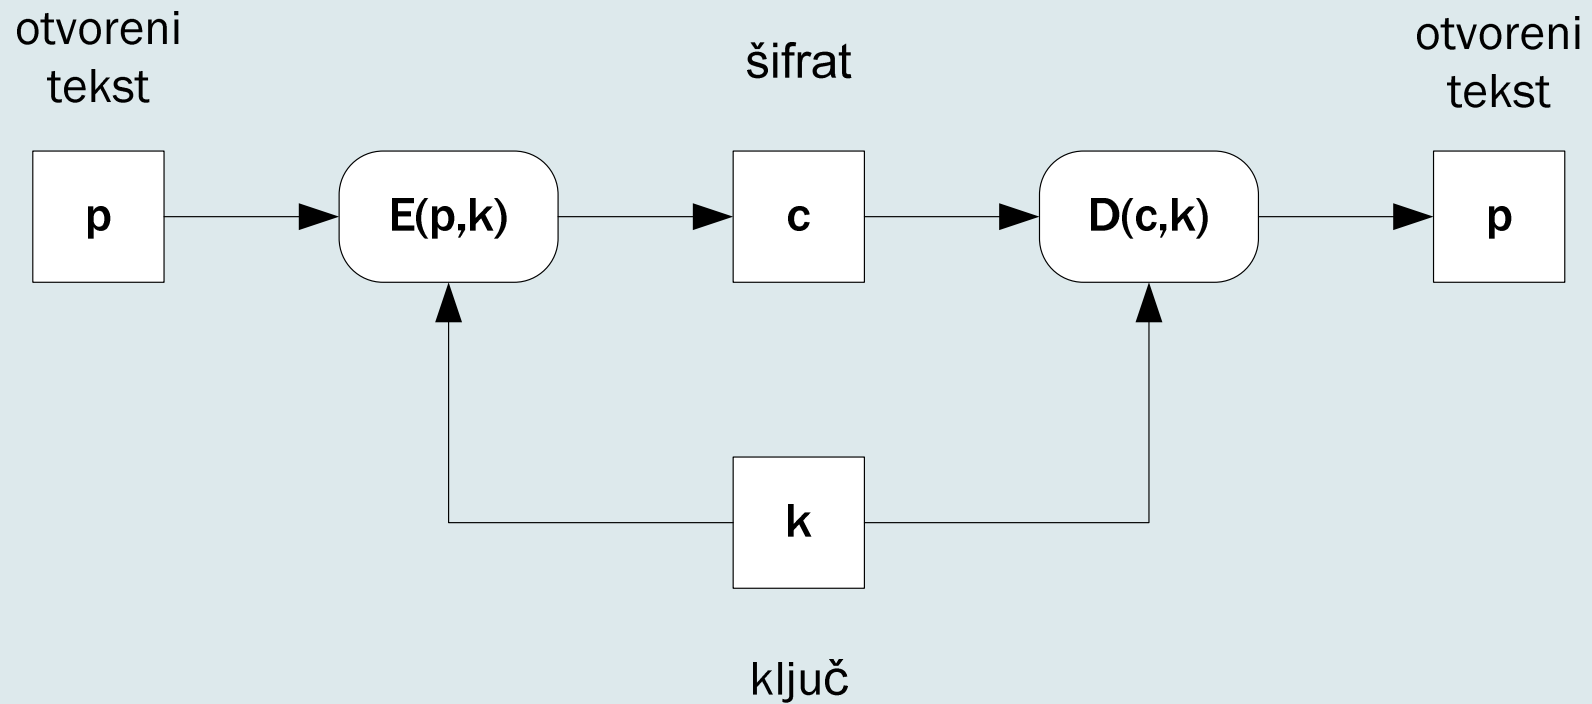 otvoreni
tekst
šifrat
otvoreni
tekst
p
E(p,k)
c
D(c,k)
p
k
ključ